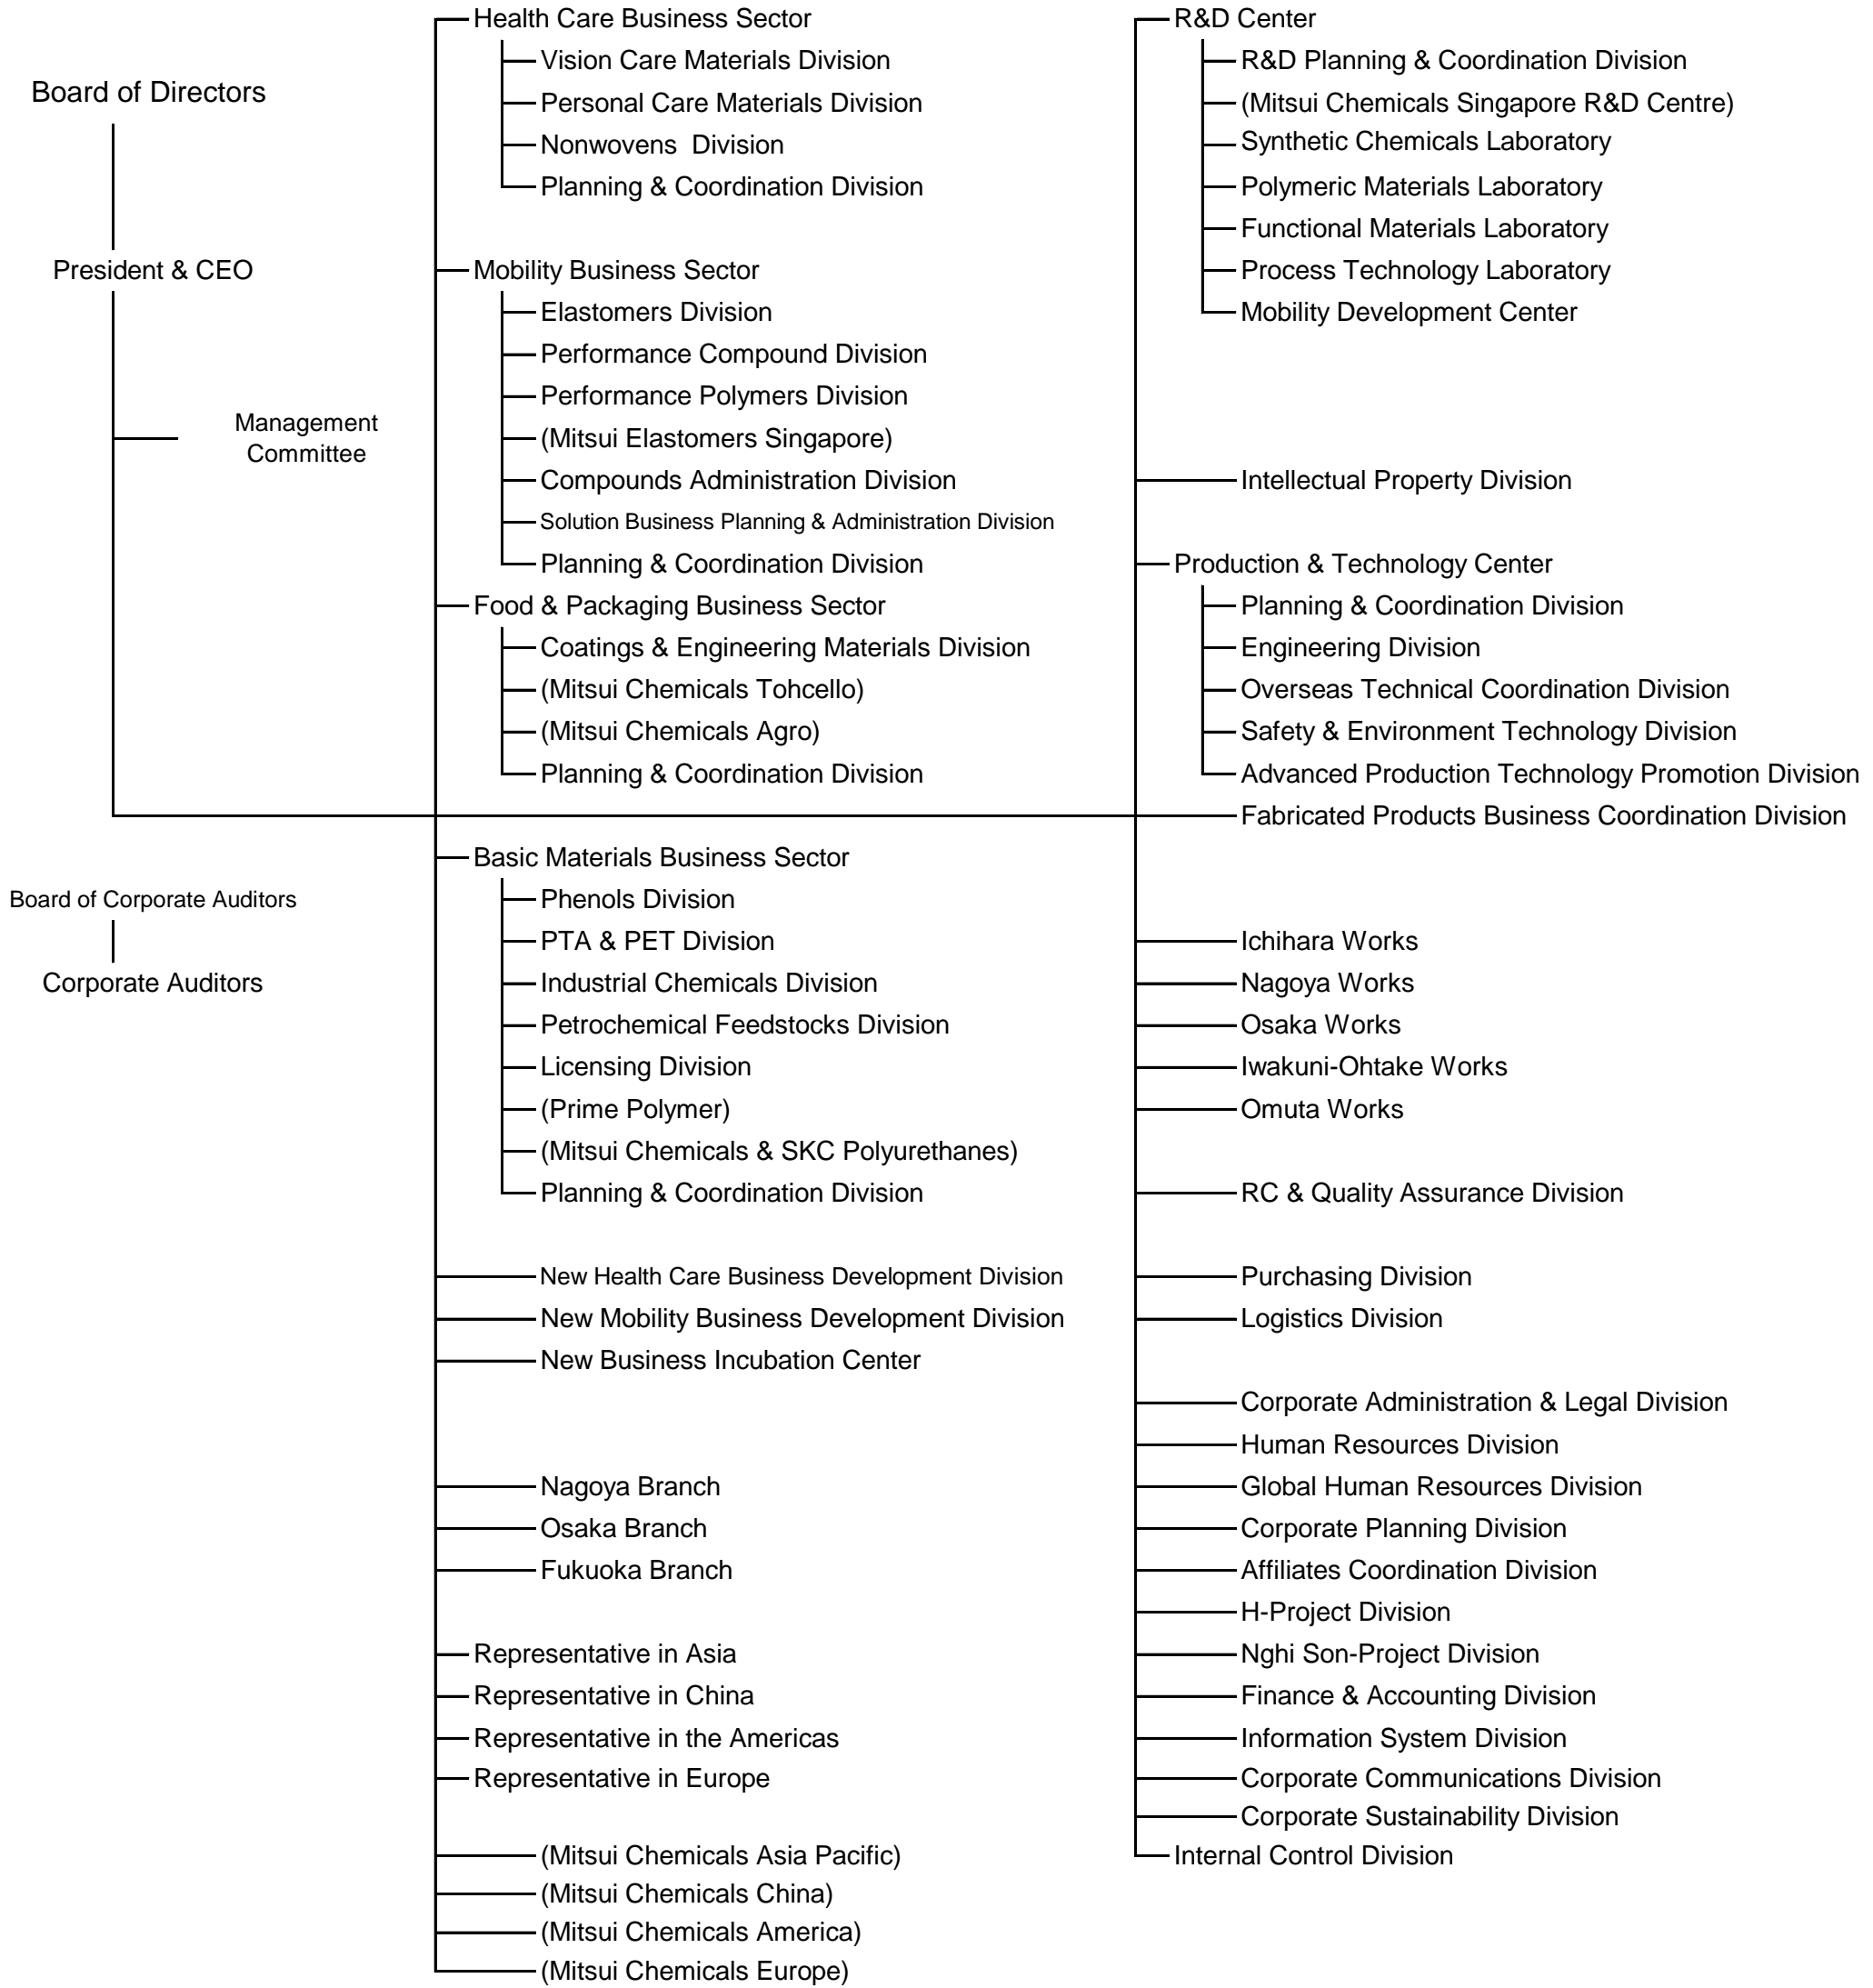 Board of Directors
President & CEO
Management
Committee
Board of Corporate Auditors
Corporate Auditors
Health Care Business Sector
Vision Care Materials Division
Personal Care Materials Division
Nonwovens Division
Planning & Coordination Division
Mobility Business Sector
Elastomers Division
Performance Compound Division
Performance Polymers Division
(Mitsui Elastomers Singapore)
Compounds Administration Division
Solution Business Planning & Administration Division
Planning & Coordination Division
Food & Packaging Business Sector
Coatings & Engineering Materials Division
(Mitsui Chemicals Tohcello)
(Mitsui Chemicals Agro)
Planning & Coordination Division
Basic Materials Business Sector
Phenols Division
PTA & PET Division
Industrial Chemicals Division
Petrochemical Feedstocks Division
Licensing Division
(Prime Polymer)
(Mitsui Chemicals & SKC Polyurethanes)
Planning & Coordination Division
New Health Care Business Development Division
New Mobility Business Development Division
New Business Incubation Center
Nagoya Branch
Osaka Branch
Fukuoka Branch
Representative in Asia
Representative in China
Representative in the Americas
Representative in Europe
(Mitsui Chemicals Asia Pacific)
(Mitsui Chemicals China)
(Mitsui Chemicals America)
(Mitsui Chemicals Europe)
R&D Center
R&D Planning & Coordination Division
(Mitsui Chemicals Singapore R&D Centre)
Synthetic Chemicals Laboratory
Polymeric Materials Laboratory
Functional Materials Laboratory
Process Technology Laboratory
Mobility Development Center
Intellectual Property Division
Production & Technology Center
Planning & Coordination Division
Engineering Division
Overseas Technical Coordination Division
Safety & Environment Technology Division
Advanced Production Technology Promotion Division
Fabricated Products Business Coordination Division
Ichihara Works
Nagoya Works
Osaka Works
Iwakuni-Ohtake Works
Omuta Works
RC & Quality Assurance Division
Purchasing Division
Logistics Division
Corporate Administration & Legal Division
Human Resources Division
Global Human Resources Division
Corporate Planning Division
Affiliates Coordination Division
H-Project Division
Nghi Son-Project Division
Finance & Accounting Division
Information System Division
Corporate Communications Division
Corporate Sustainability Division
Internal Control Division